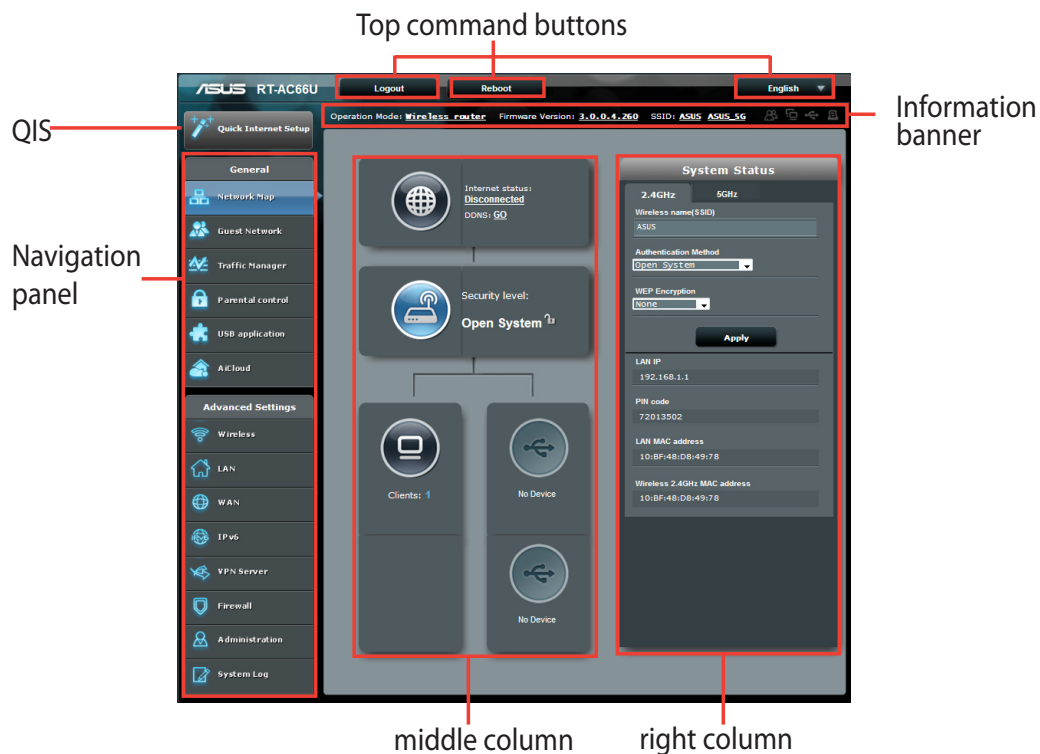 Top command buttons
ASUS RT-AC66U
Logout
Reboot
English
QIS
Quick Internet Setup
Operation Mode: Wireless router Firmware Version: 3.0.0.4.260 SSID: ASUS ASUS_5G
Information
banner
Navigation
panel
General
Network Map
Guest Network
Traffic Manager
Parental control
USB application
AiCloud
Advanced Settings
Wireless
LAN
WAN
IPv6
IPv6
VPN Server
Firewall
Administration
System Log
Internet status:
Disconnected
DDNS: GO
Security level:
Open System
Clients: 1
No Device
No Device
System Status
2.4GHz
5GHz
Wireless name(SSID)
ASUS
Authentication Method
Open System
WEP Encryption
None
Apply
LAN IP
192.168.1.1
PIN code
72013502
LAN MAC address
10:BF:48:D8:49:78
Wireless 2.4GHz MAC address
10:BF:48:D8:49:78
middle column
right column